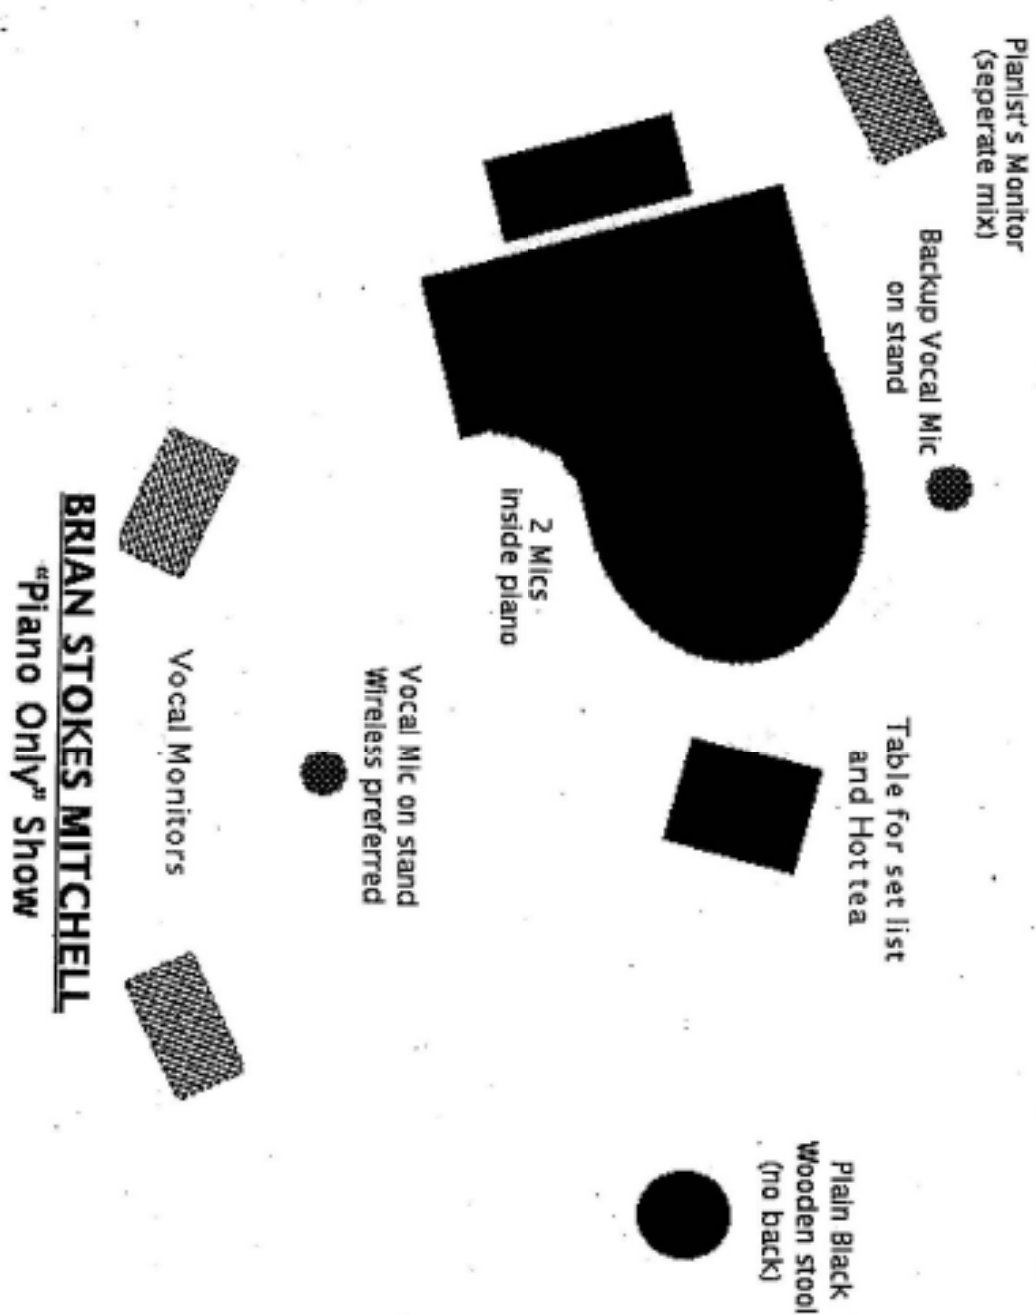 Pianist's Monitor
(seperate mix)
Backup Vocal Mic
on stand
2 Mics
inside piano
Table for set list
and Hot tea
Vocal Mic on stand
Wireless preferred
Plain Black
Wooden stool
(no back)
Vocal Monitors
BRIAN STOKES MITCHELL
"Piano Only" Show